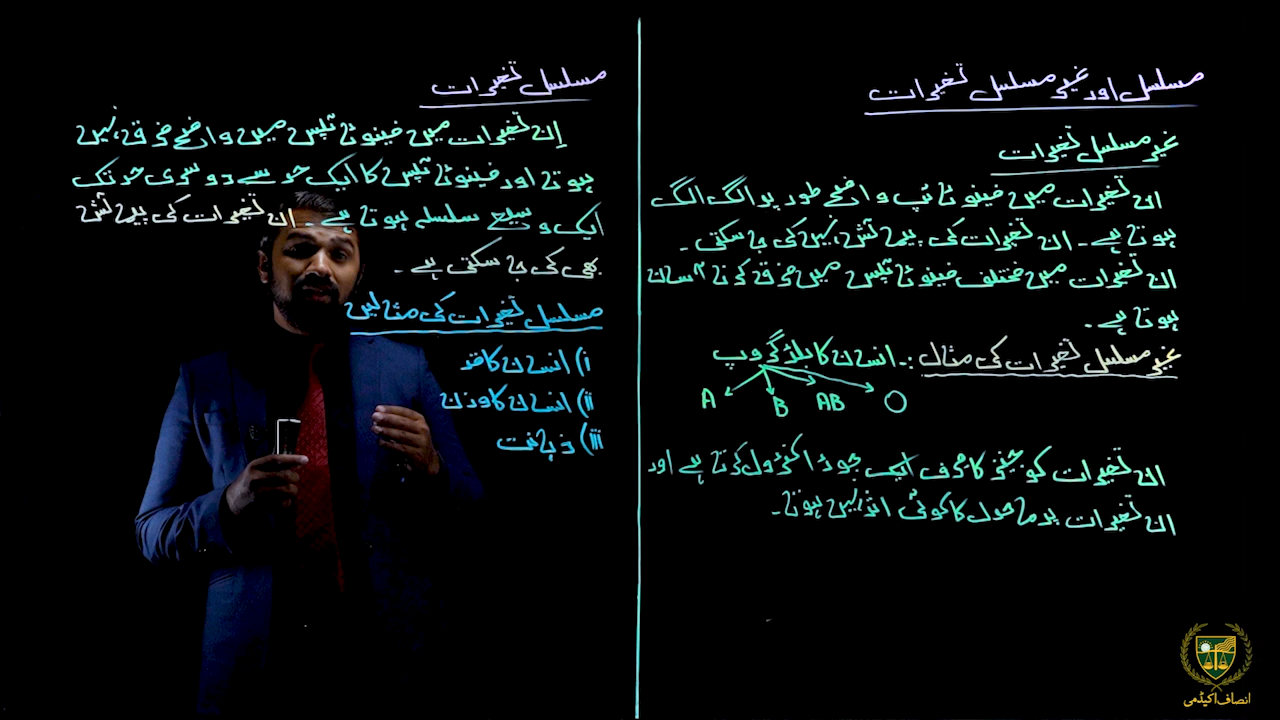 مسلسل اور غیر مسلسل تغیرات
غیر مسلسل تغیرات
ان تغیرات میں فینوٹائپ واضح طور پر الگ الگ
ہوتا ہے۔ ان تغیرات کی پیمائش نہیں کی جا سکتی۔
ان تغیرات میں مختلف فینوٹائپس میں فرق کرنا آسان
ہوتا ہے۔
غیر مسلسل تغیرات کی مثال :۔ انسان کا بلڈ گروپ
A B AB O
ان تغیرات کو جینز کا صرف ایک جوڑا کنٹرول کرتا ہے اور
ان تغیرات پر ماحول کا کوئی اثر نہیں ہوتا۔
مسلسل تغیرات
اِن تغیرات میں فینوٹائپس میں واضح فرق نہیں
ہوتا اور فینوٹائپس کا ایک حد سے دوسری حد تک
ایک وسیع سلسلہ ہوتا ہے۔ ان تغیرات کی پیمائش
بھی کی جا سکتی ہے۔
مسلسل تغیرات کی مثالیں
i) انسان کا قد
ii) انسان کا وزن
iii) ذہانت
انصاف اکیڈمی